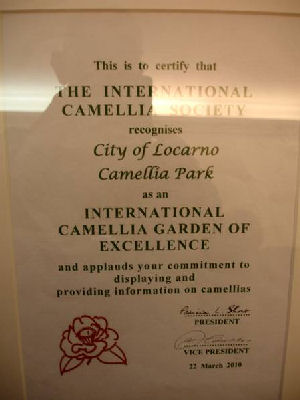 This is to certify that
THE INTERNATIONAL
CAMELLIA SOCIETY
recognises
City of Locarno
Camellia Park
as an
INTERNATIONAL
CAMELLIA GARDEN OF
EXCELLENCE
and applauds your commitment to
displaying and
providing information on camellias
PRESIDENT
VICE PRESIDENT
22 March 2010